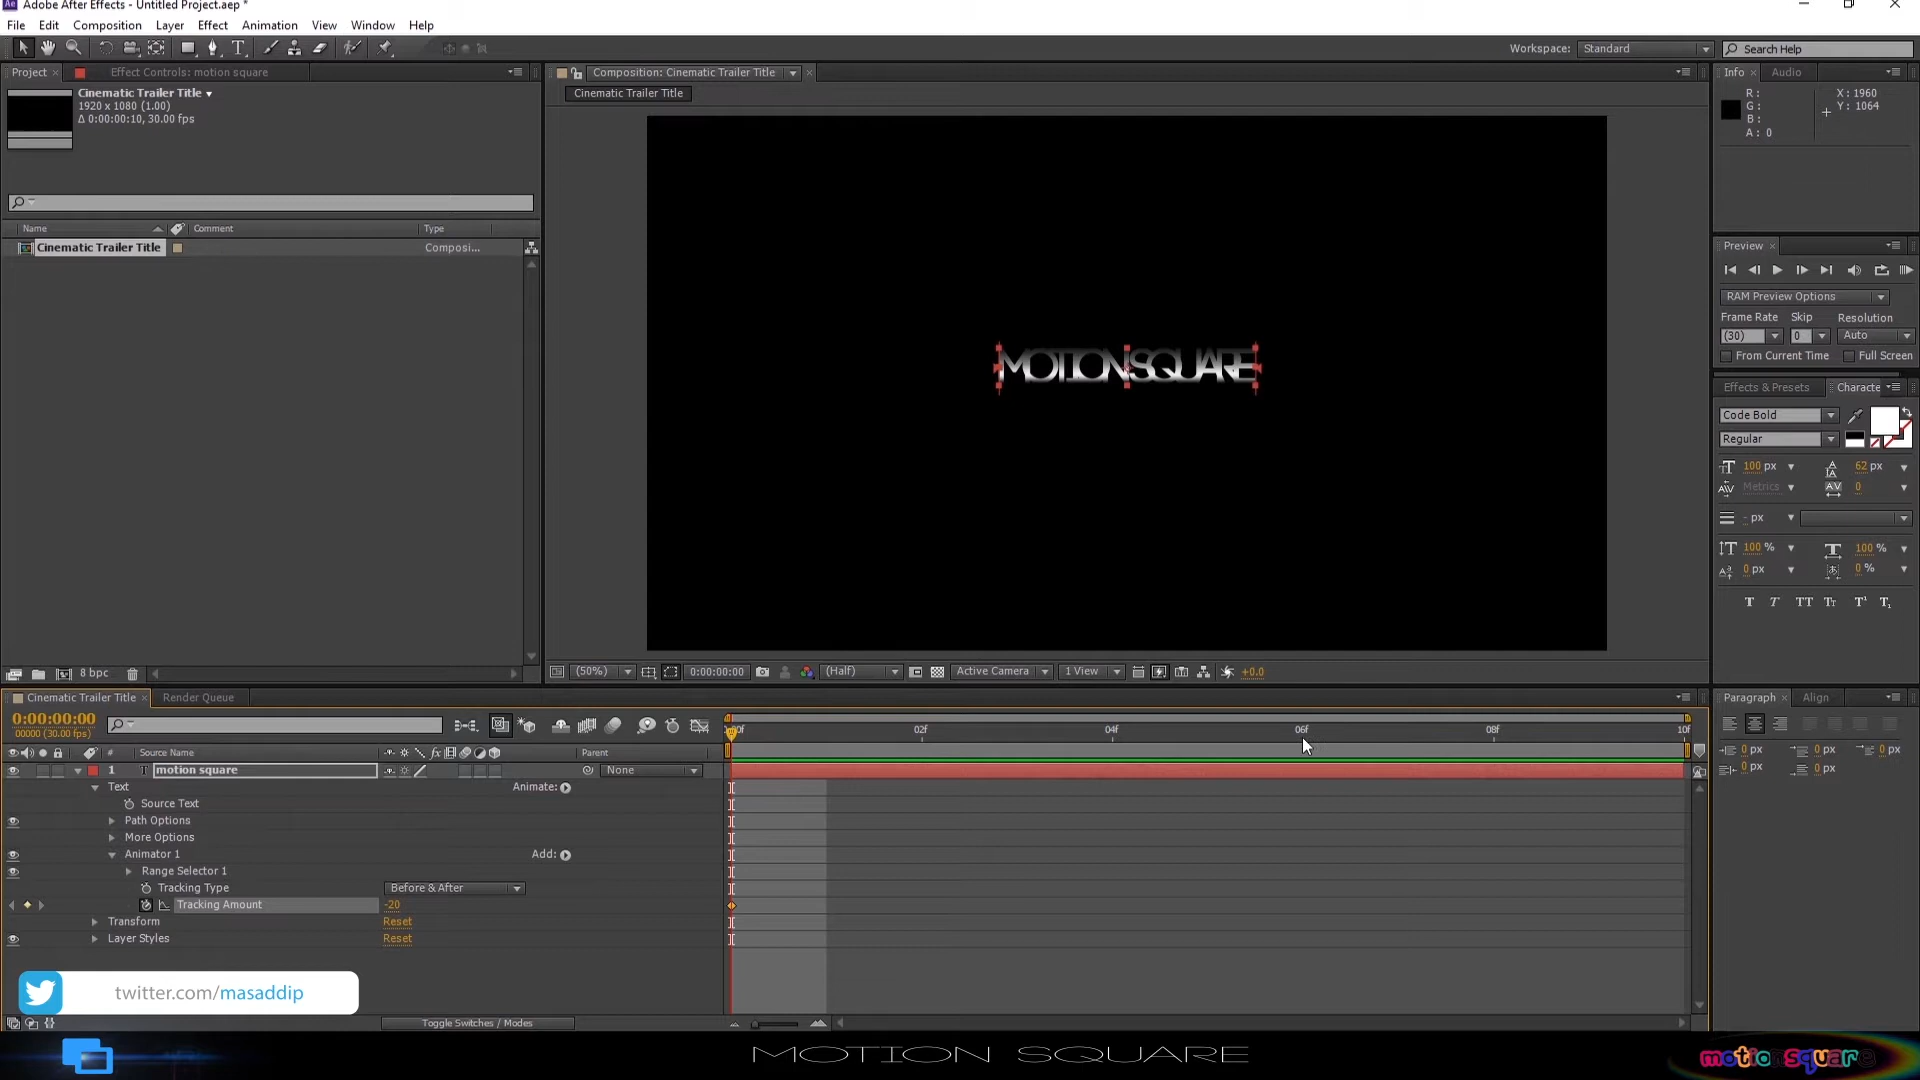 Adobe After Effects - Untitled Project.aep *
File Edit Composition Layer Effect Animation View Window Help
Workspace: Standard Search Help
Project Effect Controls: motion square
Composition: Cinematic Trailer Title
Info Audio
Cinematic Trailer Title
1920 x 1080 (1.00)
Δ 0:00:00:10, 30.00 fps
Cinematic Trailer Title
R :
G :
B :
A : 0
X : 1960
Y : 1064
Name Comment Type
Cinematic Trailer Title Composi...
MOTION SQUARE
Preview
RAM Preview Options
Frame Rate Skip Resolution
(30) 0 Auto
From Current Time Full Screen
Effects & Presets Characte
Code Bold
Regular
100 px 62 px
Metrics 0
- px
100 % 100 %
0 px 0 %
T T TT Tt T¹ T₁
8 bpc
(50%) 0:00:00:00 (Half) Active Camera 1 View +0.0
Cinematic Trailer Title Render Queue
0:00:00:00
00000 (30.00 fps)
02f 04f 06f 08f 10f
# Source Name Parent
1 T motion square None
Text Animate:
Source Text
Path Options
More Options
Animator 1 Add:
Range Selector 1
Tracking Type Before & After
Tracking Amount -20
Transform Reset
Layer Styles Reset
Toggle Switches / Modes
Paragraph Align
0 px 0 px 0 px
0 px 0 px
twitter.com/masaddip
MOTION SQUARE
motionsquare